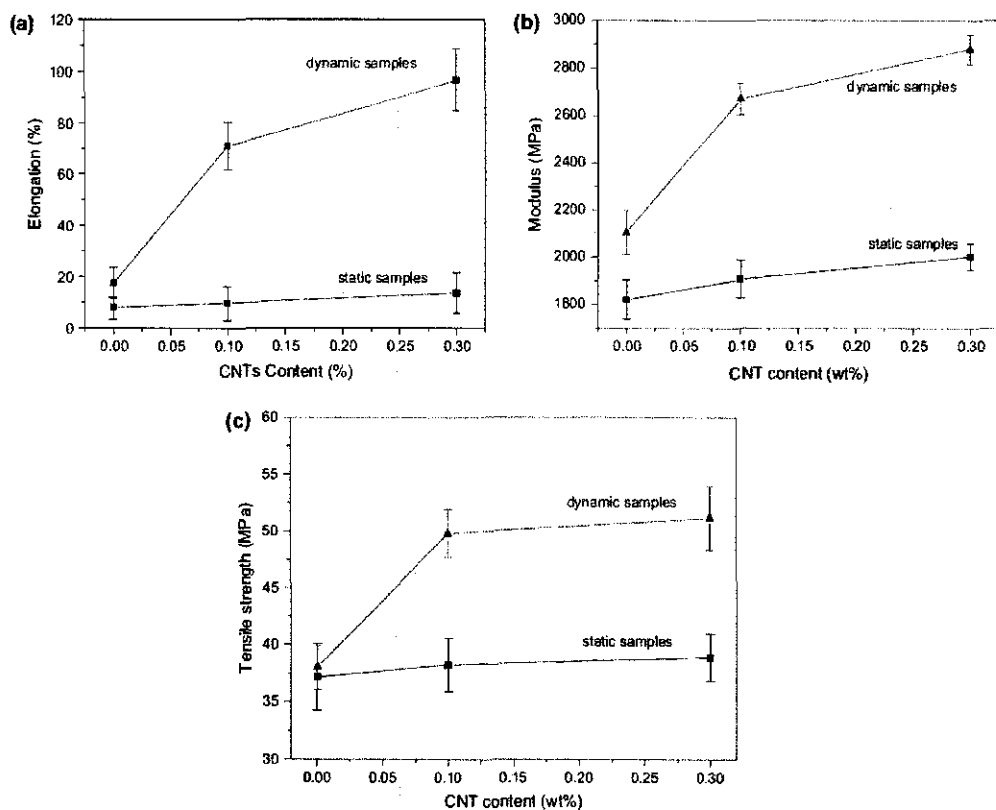 (a)
120
100
80
60
40
20
0
Elongation (%)
dynamic samples
static samples
0.00 0.05 0.10 0.15 0.20 0.25 0.30
CNTs Content (%)
(b)
3000
2800
2600
2400
2200
2000
1800
Modulus (MPa)
dynamic samples
static samples
0.00 0.05 0.10 0.15 0.20 0.25 0.30
CNT content (wt%)
(c)
60
55
50
45
40
35
30
Tensile strength (MPa)
dynamic samples
static samples
0.00 0.05 0.10 0.15 0.20 0.25 0.30
CNT content (wt%)